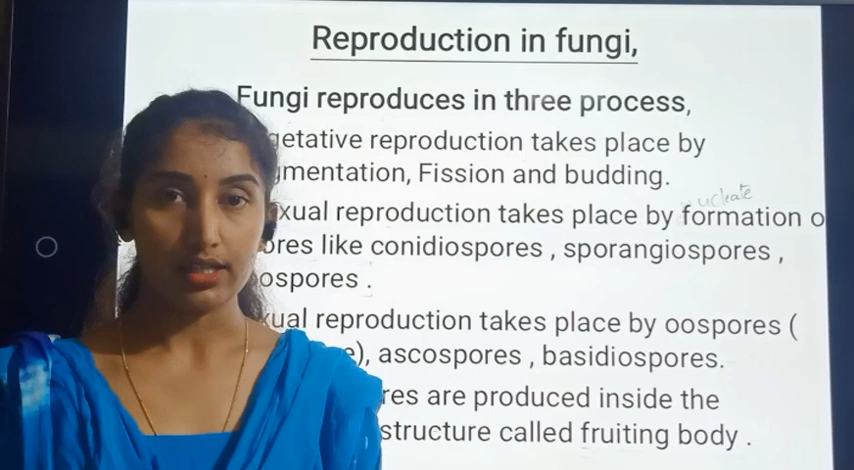 Reproduction in fungi,
Fungi reproduces in three process,
getative reproduction takes place by
mentation, Fission and budding.
ucleate
xual reproduction takes place by formation o
ores like conidiospores , sporangiospores ,
ospores .
xual reproduction takes place by oospores (
e), ascospores , basidiospores.
res are produced inside the
structure called fruiting body .